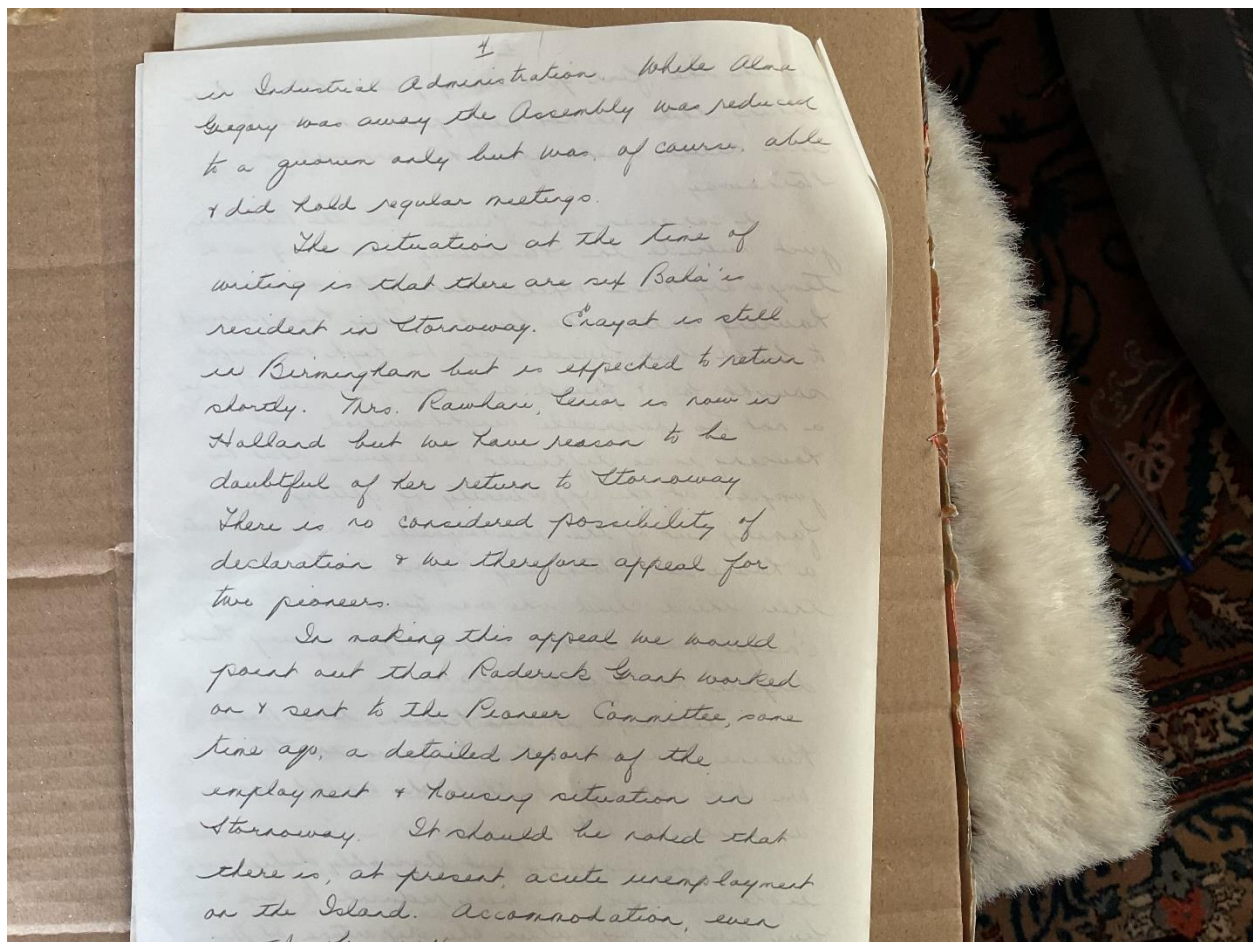 4
in Industrial Administration. While Alma
Gregory was away the Assembly was reduced
to a quorun only but was, of course, able
& did hold regular meetings.
The situation at the time of
writing is that there are six Bahá'is
resident in Stornoway. Enayat is still
in Birmingham but is expected to return
shortly. Mrs. Rawhani, Senior is now in
Holland but we have reason to be
doubtful of her return to Stornoway
There is no considered possibility of
declaration & we therefore appeal for
two pioneers.
In making this appeal we would
point out that Roderick Grant worked
on & sent to the Pioneer Committee, some
time ago, a detailed report of the
employment & housing situation in
Stornoway. It should be noted that
there is, at present, acute unemployment
on the Island. Accommodation, even